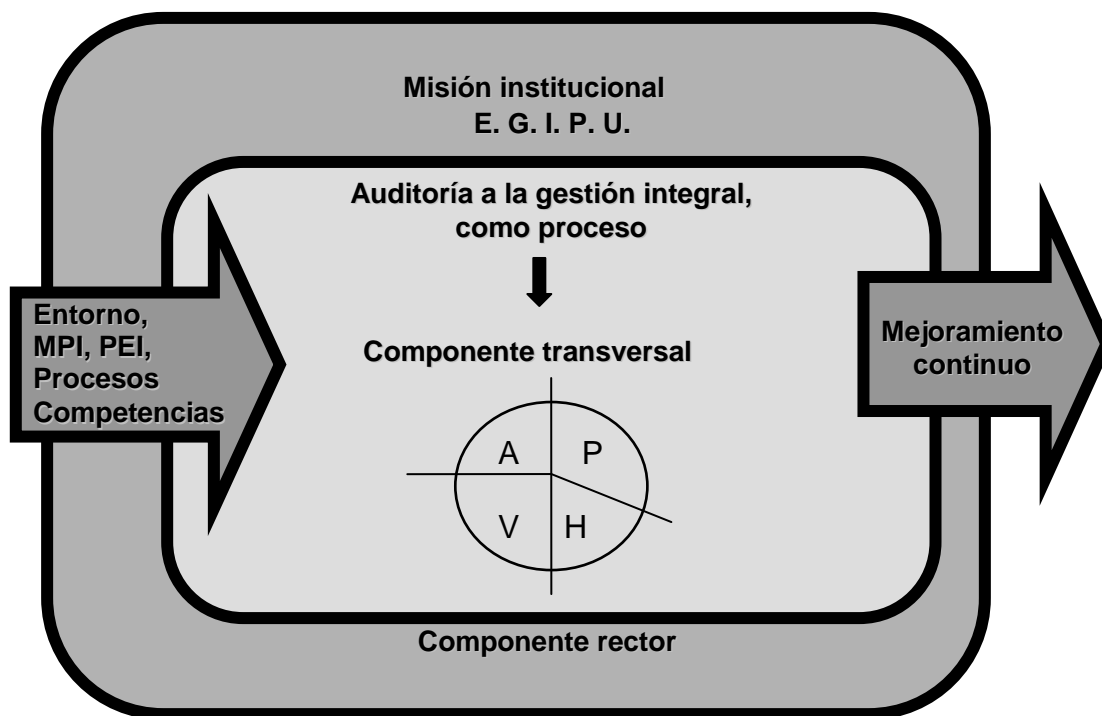 Misión institucional
E. G. I. P. U.
Auditoría a la gestión integral,
como proceso
Entorno,
MPI, PEI,
Procesos
Competencias
Componente transversal
Mejoramiento
continuo
A P
V H
Componente rector